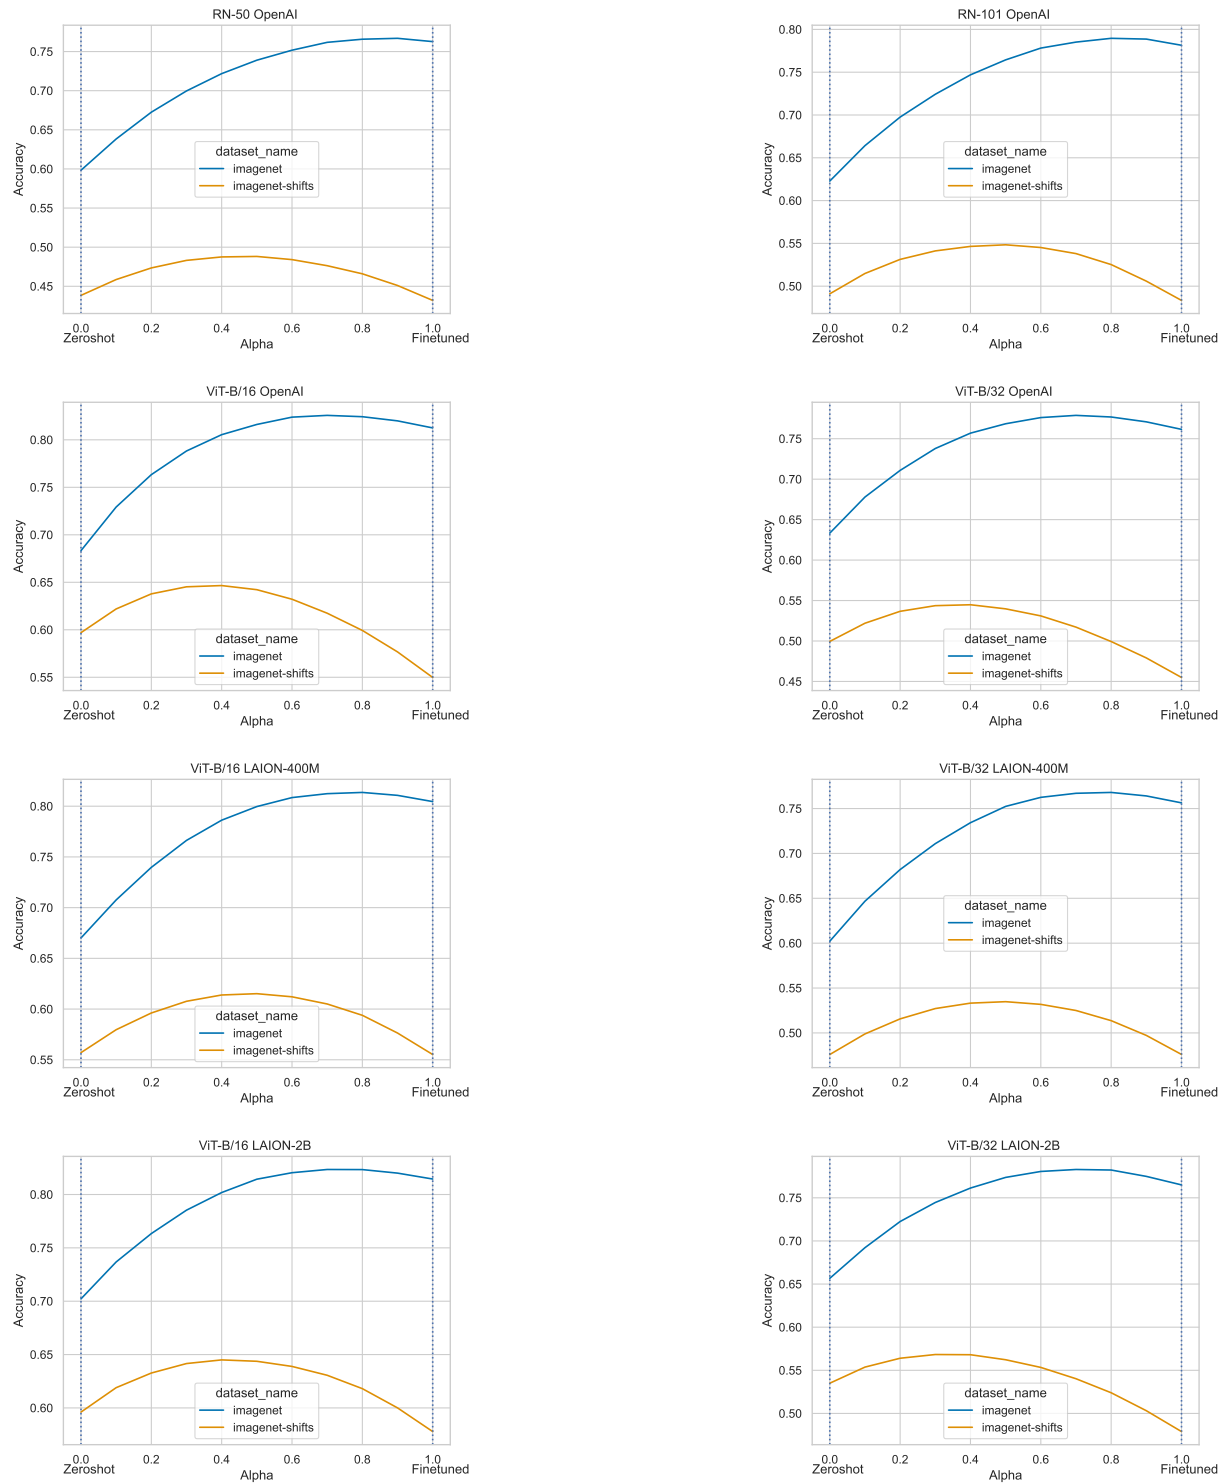 RN-50 OpenAI
0.75
0.70
0.65
0.60
0.55
0.50
0.45
Accuracy
dataset_name
imagenet
imagenet-shifts
0.0 0.2 0.4 0.6 0.8 1.0
Zeroshot Alpha Finetuned
RN-101 OpenAI
0.80
0.75
0.70
0.65
0.60
0.55
0.50
Accuracy
dataset_name
imagenet
imagenet-shifts
0.0 0.2 0.4 0.6 0.8 1.0
Zeroshot Alpha Finetuned
ViT-B/16 OpenAI
0.80
0.75
0.70
0.65
0.60
0.55
Accuracy
dataset_name
imagenet
imagenet-shifts
0.0 0.2 0.4 0.6 0.8 1.0
Zeroshot Alpha Finetuned
ViT-B/32 OpenAI
0.75
0.70
0.65
0.60
0.55
0.50
0.45
Accuracy
dataset_name
imagenet
imagenet-shifts
0.0 0.2 0.4 0.6 0.8 1.0
Zeroshot Alpha Finetuned
ViT-B/16 LAION-400M
0.80
0.75
0.70
0.65
0.60
0.55
Accuracy
dataset_name
imagenet
imagenet-shifts
0.0 0.2 0.4 0.6 0.8 1.0
Zeroshot Alpha Finetuned
ViT-B/32 LAION-400M
0.75
0.70
0.65
0.60
0.55
0.50
Accuracy
dataset_name
imagenet
imagenet-shifts
0.0 0.2 0.4 0.6 0.8 1.0
Zeroshot Alpha Finetuned
ViT-B/16 LAION-2B
0.80
0.75
0.70
0.65
0.60
Accuracy
dataset_name
imagenet
imagenet-shifts
0.0 0.2 0.4 0.6 0.8 1.0
Zeroshot Alpha Finetuned
ViT-B/32 LAION-2B
0.75
0.70
0.65
0.60
0.55
0.50
Accuracy
dataset_name
imagenet
imagenet-shifts
0.0 0.2 0.4 0.6 0.8 1.0
Zeroshot Alpha Finetuned